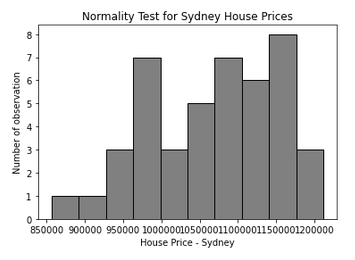 Normality Test for Sydney House Prices
Number of observation
8
7
6
5
4
3
2
1
0
850000 900000 950000 1000000 1050000 1100000 1150000 1200000
House Price - Sydney